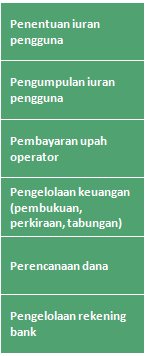 Penentuan iuran
pengguna
Pengumpulan iuran
pengguna
Pembayaran upah
operator
Pengelolaan keuangan
(pembukuan,
perkiraan, tabungan)
Perencanaan dana
Pengelolaan rekening
bank